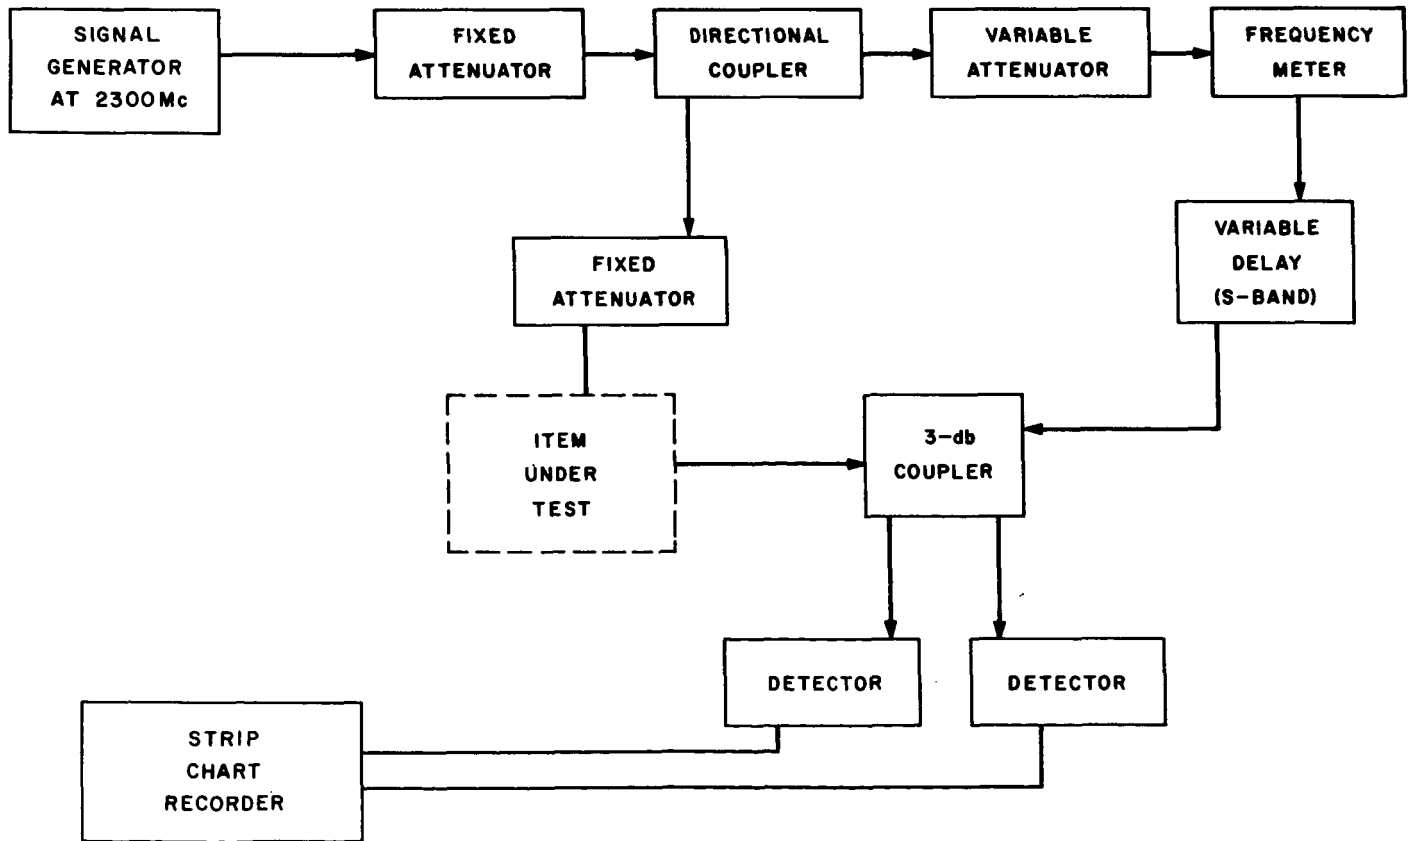 SIGNAL
GENERATOR
AT 2300Mc
FIXED
ATTENUATOR
DIRECTIONAL
COUPLER
VARIABLE
ATTENUATOR
FREQUENCY
METER
FIXED
ATTENUATOR
VARIABLE
DELAY
(S-BAND)
ITEM
UNDER
TEST
3-db
COUPLER
DETECTOR
DETECTOR
STRIP
CHART
RECORDER